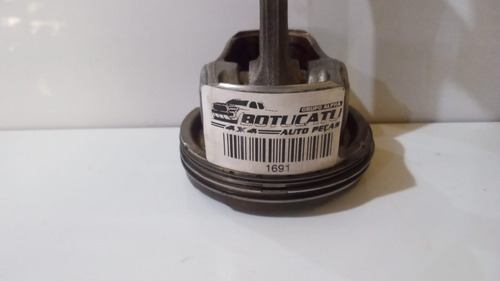 GRUPO ALPHA
BOTUCATU
4x4 AUTO PEÇAS
1691